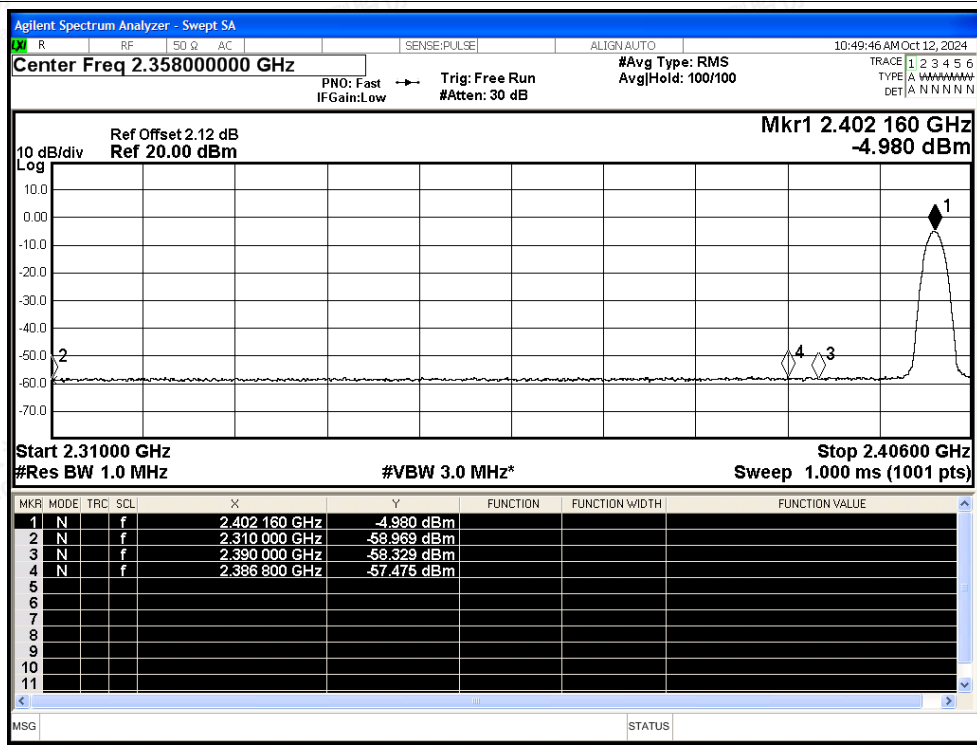 Agilent Spectrum Analyzer - Swept SA
LXI R RF 50 Ω AC SENSE:PULSE ALIGN AUTO 10:49:46 AM Oct 12, 2024
Center Freq 2.358000000 GHz
PNO: Fast
IFGain:Low
Trig: Free Run
#Atten: 30 dB
#Avg Type: RMS
Avg|Hold: 100/100
TRACE 1 2 3 4 5 6
TYPE A WWWWW
DET A N N N N N
Mkr1 2.402 160 GHz
-4.980 dBm
Ref Offset 2.12 dB
10 dB/div Ref 20.00 dBm
Log
10.0
0.00
-10.0
-20.0
-30.0
-40.0
-50.0
-60.0
-70.0
1
2
4
3
Start 2.31000 GHz Stop 2.40600 GHz
#Res BW 1.0 MHz #VBW 3.0 MHz* Sweep 1.000 ms (1001 pts)
MKR MODE TRC SCL X Y FUNCTION FUNCTION WIDTH FUNCTION VALUE
1 N f 2.402 160 GHz -4.980 dBm
2 N f 2.310 000 GHz -58.969 dBm
3 N f 2.390 000 GHz -58.329 dBm
4 N f 2.386 800 GHz -57.475 dBm
5
6
7
8
9
10
11
MSG STATUS